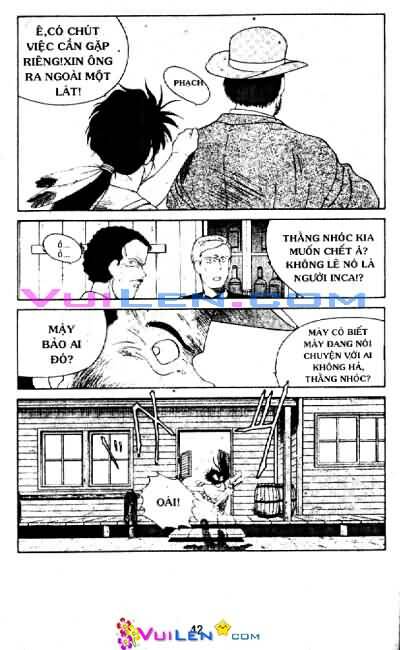 Ê,CÓ CHÚT
VIỆC CẦN GẶP
RIÊNG!XIN ÔNG
RA NGOÀI MỘT
LÁT!
PHẠCH
Ồ...
THẰNG NHÓC KIA
MUỐN CHẾT À?
KHÔNG LẼ NÓ LÀ
NGƯỜI INCA!?
VUILEN.COM
MÀY
BẢO AI
ĐÓ?
MÀY CÓ BIẾT
MÀY ĐANG NÓI
CHUYỆN VỚI AI
KHÔNG HẢ,
THẰNG NHÓC?
OÁI!
42
VUILEN.COM